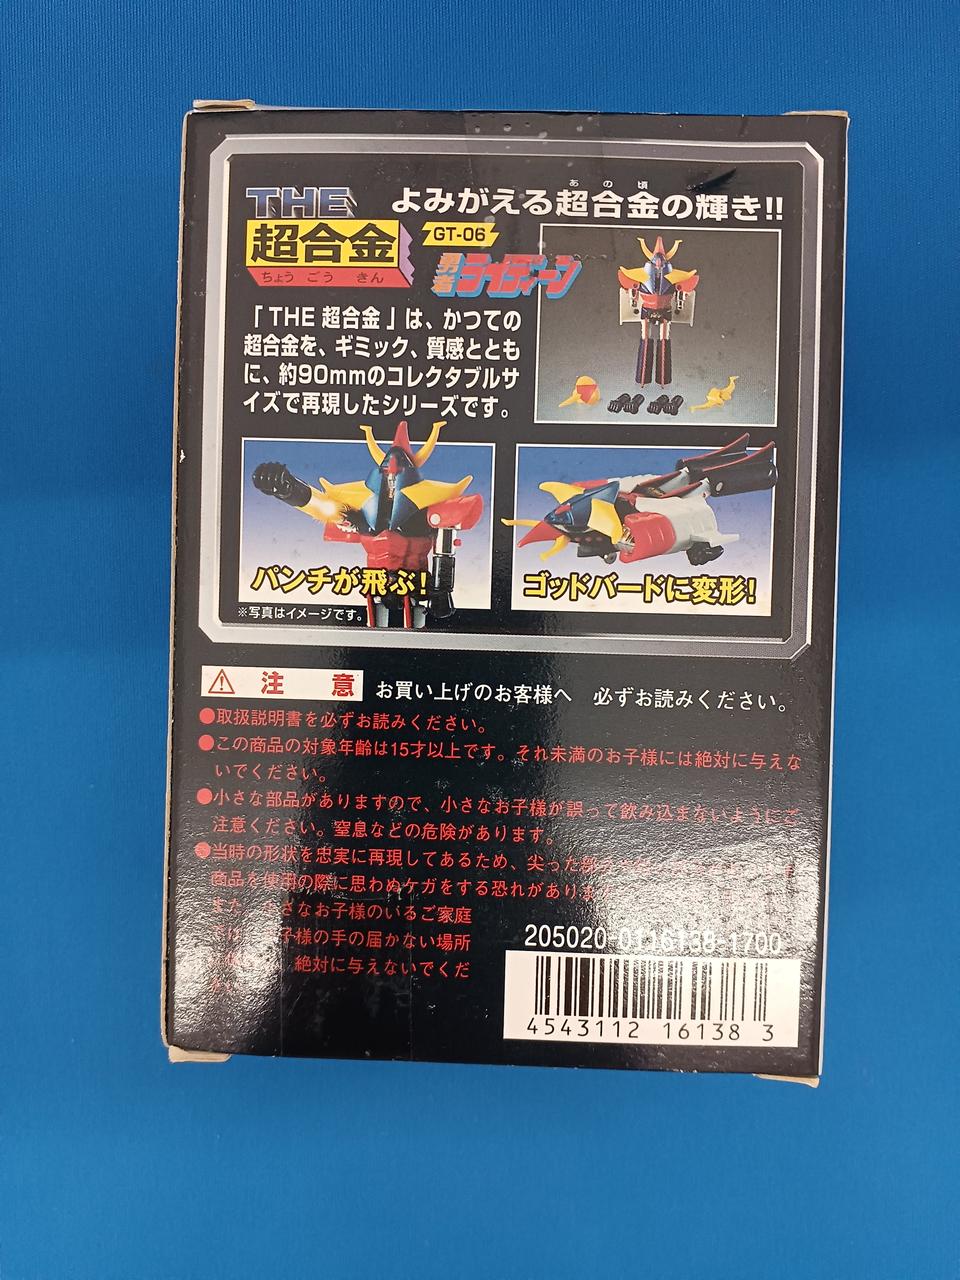 THE
超合金
ちょう ごう きん
よみがえる超合金の輝き!!
あの頃
GT-06
勇者
ライディーン
「THE 超合金」は、かつての
超合金を、ギミック、質感ととも
に、約90mmのコレクタブルサ
イズで再現したシリーズです。
パンチが飛ぶ!
※写真はイメージです。
ゴッドバードに変形!
注 意
お買い上げのお客様へ 必ずお読みください。
●取扱説明書を必ずお読みください。
●この商品の対象年齢は15才以上です。それ未満のお子様には絶対に与えな
いでください。
●小さな部品がありますので、小さなお子様が誤って飲み込まないようにご
注意ください。窒息などの危険があります。
●当時の形状を忠実に再現してあるため、尖った部
商品を使用の際に思わぬケガをする恐れがありま
また 小さなお子様のいるご家庭
では 子様の手の届かない場所
絶対に与えないでくだ
205020-0116138-1700
4543112 16138 3